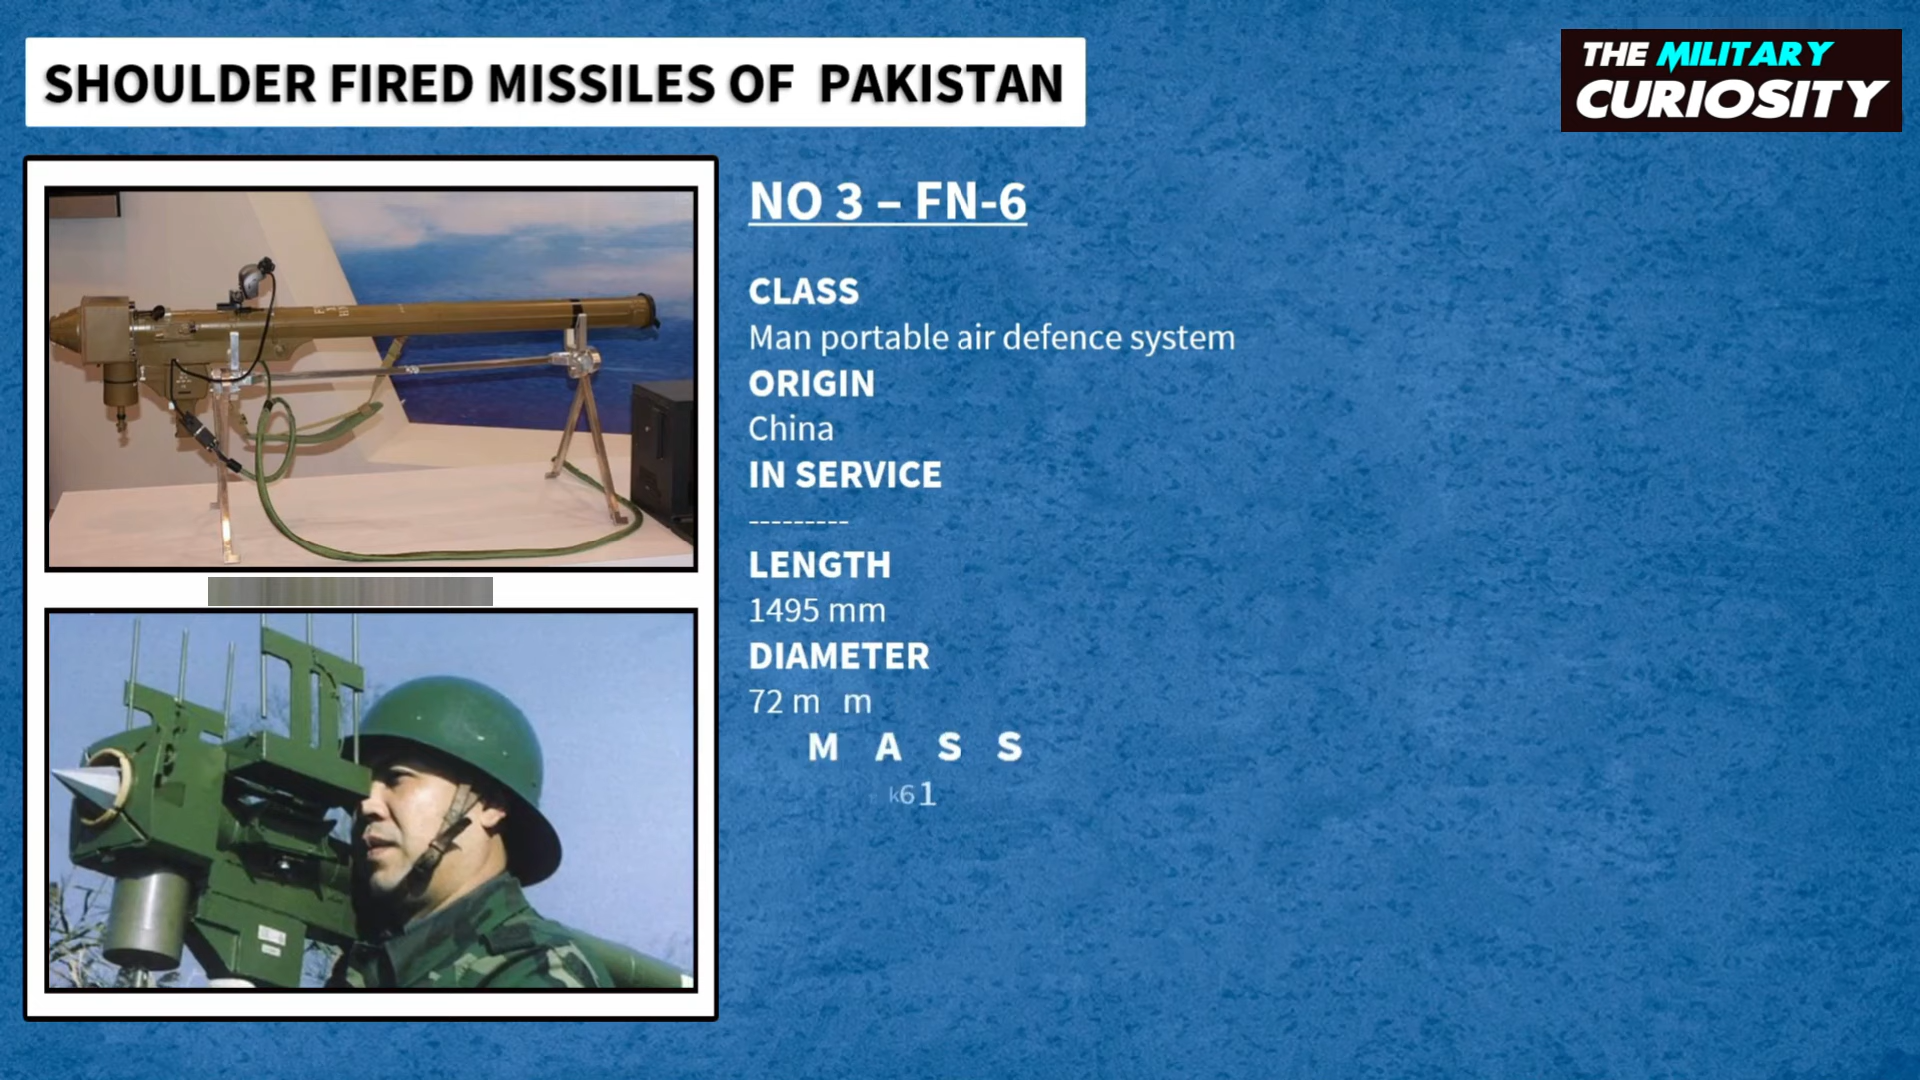 SHOULDER FIRED MISSILES OF PAKISTAN
THE MILITARY
CURIOSITY
NO 3 – FN-6
CLASS
Man portable air defence system
ORIGIN
China
IN SERVICE
---------
LENGTH
1495 mm
DIAMETER
72 m m
M A S S
k61